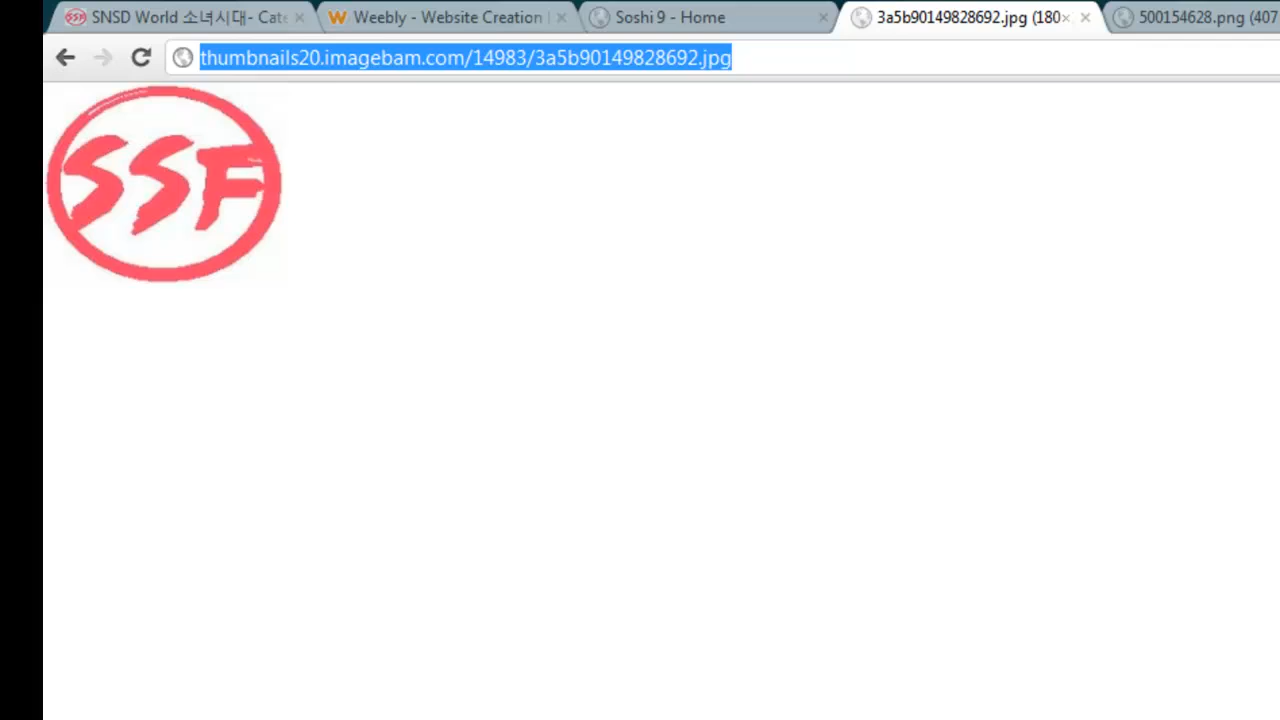 SNSD World 소녀시대- Cate
Weebly - Website Creation
Soshi 9 - Home
3a5b90149828692.jpg (180×
500154628.png (407
thumbnails20.imagebam.com/14983/3a5b90149828692.jpg
SSF